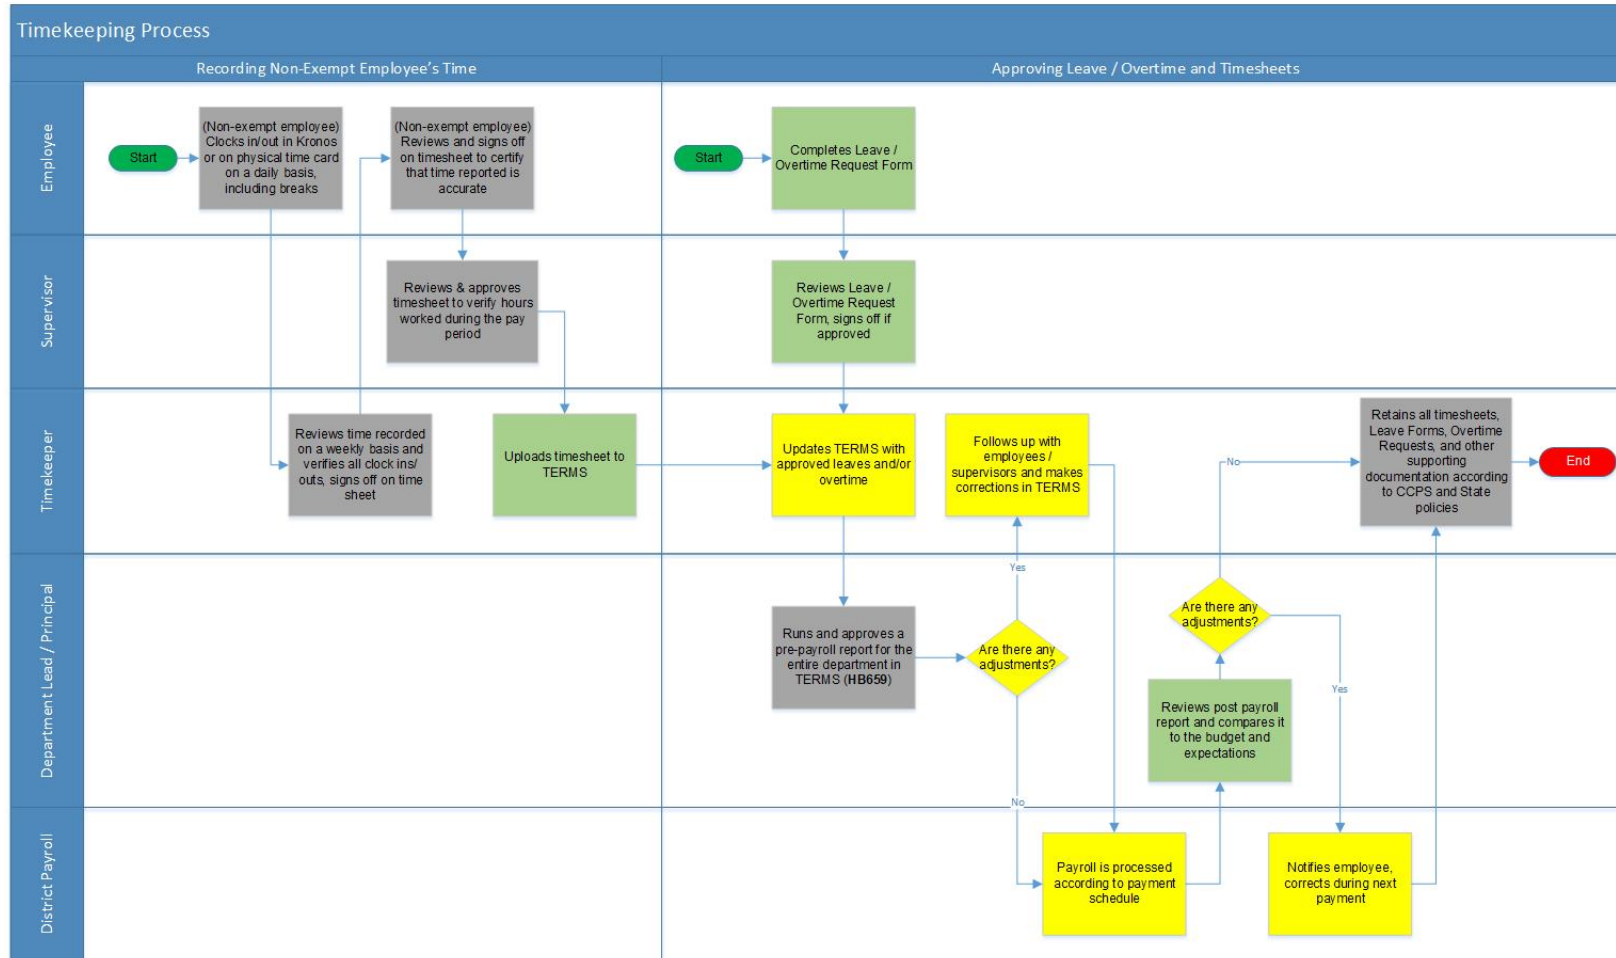 Timekeeping Process
Recording Non-Exempt Employee's Time
Approving Leave / Overtime and Timesheets
Employee
Start
(Non-exempt employee)
Clocks in/out in Kronos
or on physical time card
on a daily basis,
including breaks
(Non-exempt employee)
Reviews and signs off
on timesheet to certify
that time reported is
accurate
Start
Completes Leave /
Overtime Request Form
Supervisor
Reviews & approves
timesheet to verify hours
worked during the pay
period
Reviews Leave /
Overtime Request
Form, signs off if
approved
Timekeeper
Reviews time recorded
on a weekly basis and
verifies all clock ins/
outs, signs off on time
sheet
Uploads timesheet to
TERMS
Updates TERMS with
approved leaves and/or
overtime
Follows up with
employees /
supervisors and makes
corrections in TERMS
No
Retains all timesheets,
Leave Forms, Overtime
Requests, and other
supporting
documentation according
to CCPS and State
policies
End
Department Lead / Principal
Runs and approves a
pre-payroll report for the
entire department in
TERMS (HB659)
Yes
Are there any
adjustments?
No
Are there any
adjustments?
Yes
Reviews post payroll
report and compares it
to the budget and
expectations
District Payroll
Payroll is processed
according to payment
schedule
Notifies employee,
corrects during next
payment